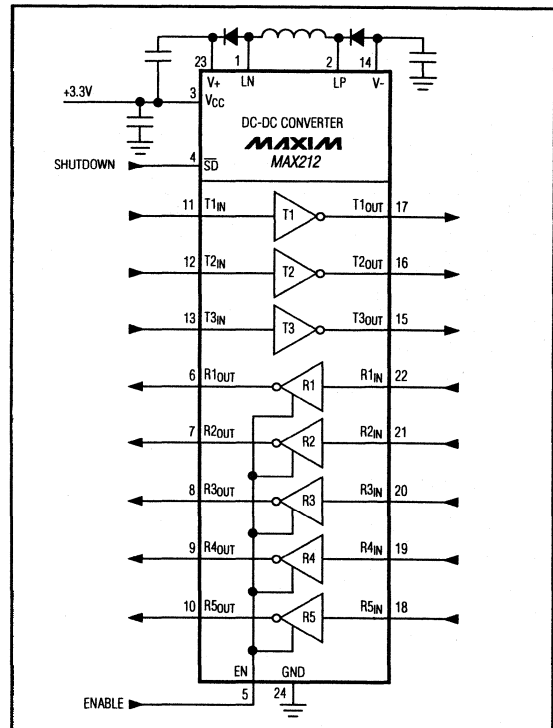 23 1 2 14
V+ LN LP V-
+3.3V 3 VCC
DC-DC CONVERTER
MAXIM
MAX212
SHUTDOWN 4 S̅D̅
11 T1IN T1 T1OUT 17
12 T2IN T2 T2OUT 16
13 T3IN T3 T3OUT 15
6 R1OUT R1 R1IN 22
7 R2OUT R2 R2IN 21
8 R3OUT R3 R3IN 20
9 R4OUT R4 R4IN 19
10 R5OUT R5 R5IN 18
EN GND
ENABLE 5 24